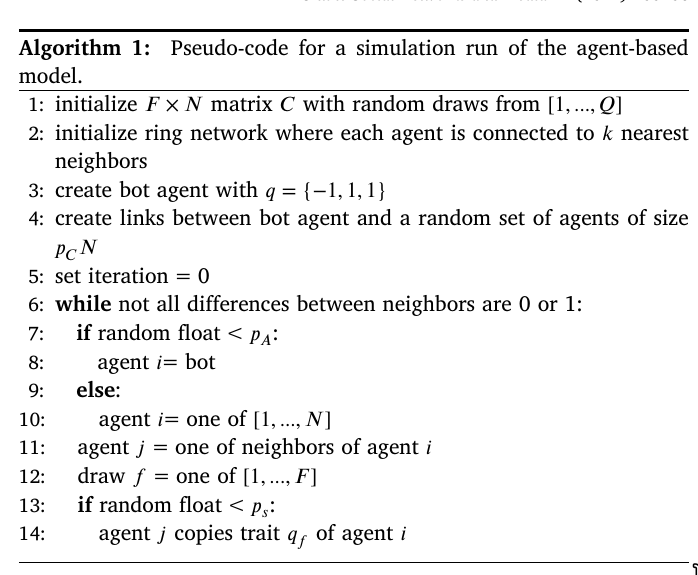 Algorithm 1: Pseudo-code for a simulation run of the agent-based
model.
1: initialize F × N matrix C with random draws from [1, ..., Q]
2: initialize ring network where each agent is connected to k nearest
neighbors
3: create bot agent with q = {−1, 1, 1}
4: create links between bot agent and a random set of agents of size
p_C N
5: set iteration = 0
6: while not all differences between neighbors are 0 or 1:
7: if random float < p_A:
8: agent i= bot
9: else:
10: agent i= one of [1, ..., N]
11: agent j = one of neighbors of agent i
12: draw f = one of [1, ..., F]
13: if random float < p_s:
14: agent j copies trait q_f of agent i